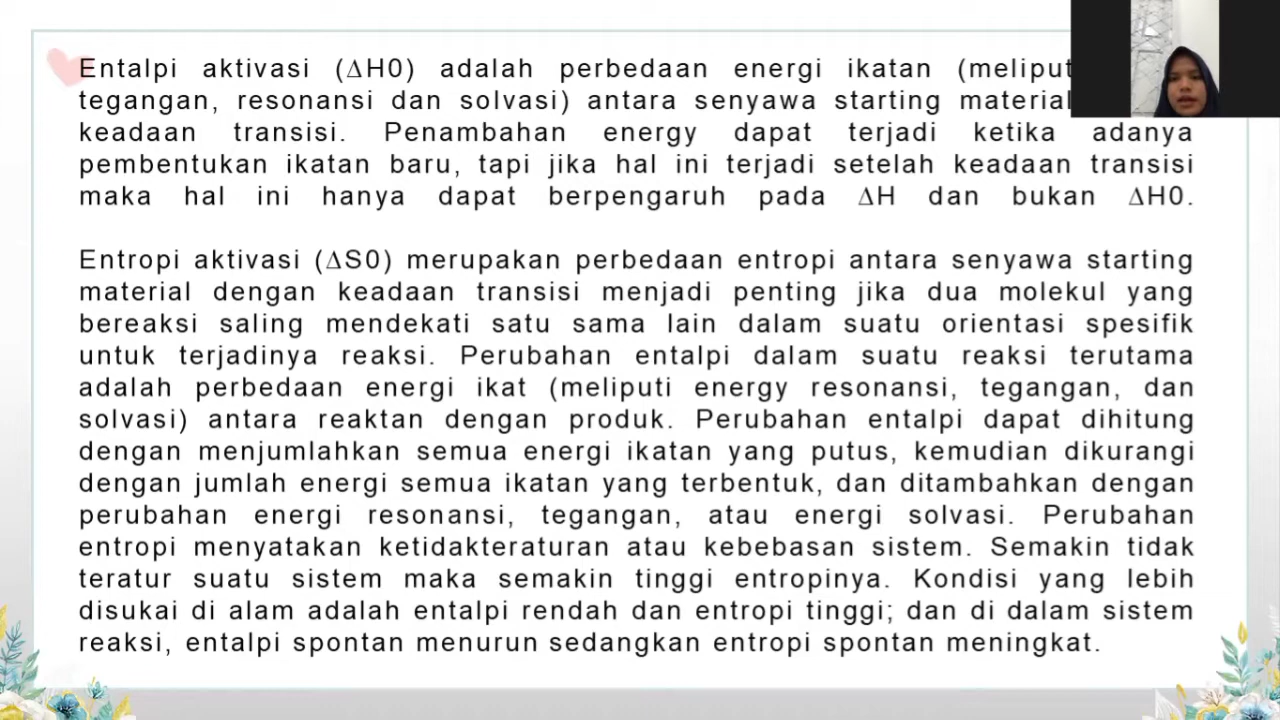 Entalpi aktivasi (∆H0) adalah perbedaan energi ikatan
tegangan, resonansi dan solvasi) antara senyawa starting material
keadaan transisi. Penambahan energy dapat terjadi ketika adanya
pembentukan ikatan baru, tapi jika hal ini terjadi setelah keadaan transisi
maka hal ini hanya dapat berpengaruh pada ∆H dan bukan ∆H0.
Entropi aktivasi (∆S0) merupakan perbedaan entropi antara senyawa starting
material dengan keadaan transisi menjadi penting jika dua molekul yang
bereaksi saling mendekati satu sama lain dalam suatu orientasi spesifik
untuk terjadinya reaksi. Perubahan entalpi dalam suatu reaksi terutama
adalah perbedaan energi ikat (meliputi energy resonansi, tegangan, dan
solvasi) antara reaktan dengan produk. Perubahan entalpi dapat dihitung
dengan menjumlahkan semua energi ikatan yang putus, kemudian dikurangi
dengan jumlah energi semua ikatan yang terbentuk, dan ditambahkan dengan
perubahan energi resonansi, tegangan, atau energi solvasi. Perubahan
entropi menyatakan ketidakteraturan atau kebebasan sistem. Semakin tidak
teratur suatu sistem maka semakin tinggi entropinya. Kondisi yang lebih
disukai di alam adalah entalpi rendah dan entropi tinggi; dan di dalam sistem
reaksi, entalpi spontan menurun sedangkan entropi spontan meningkat.